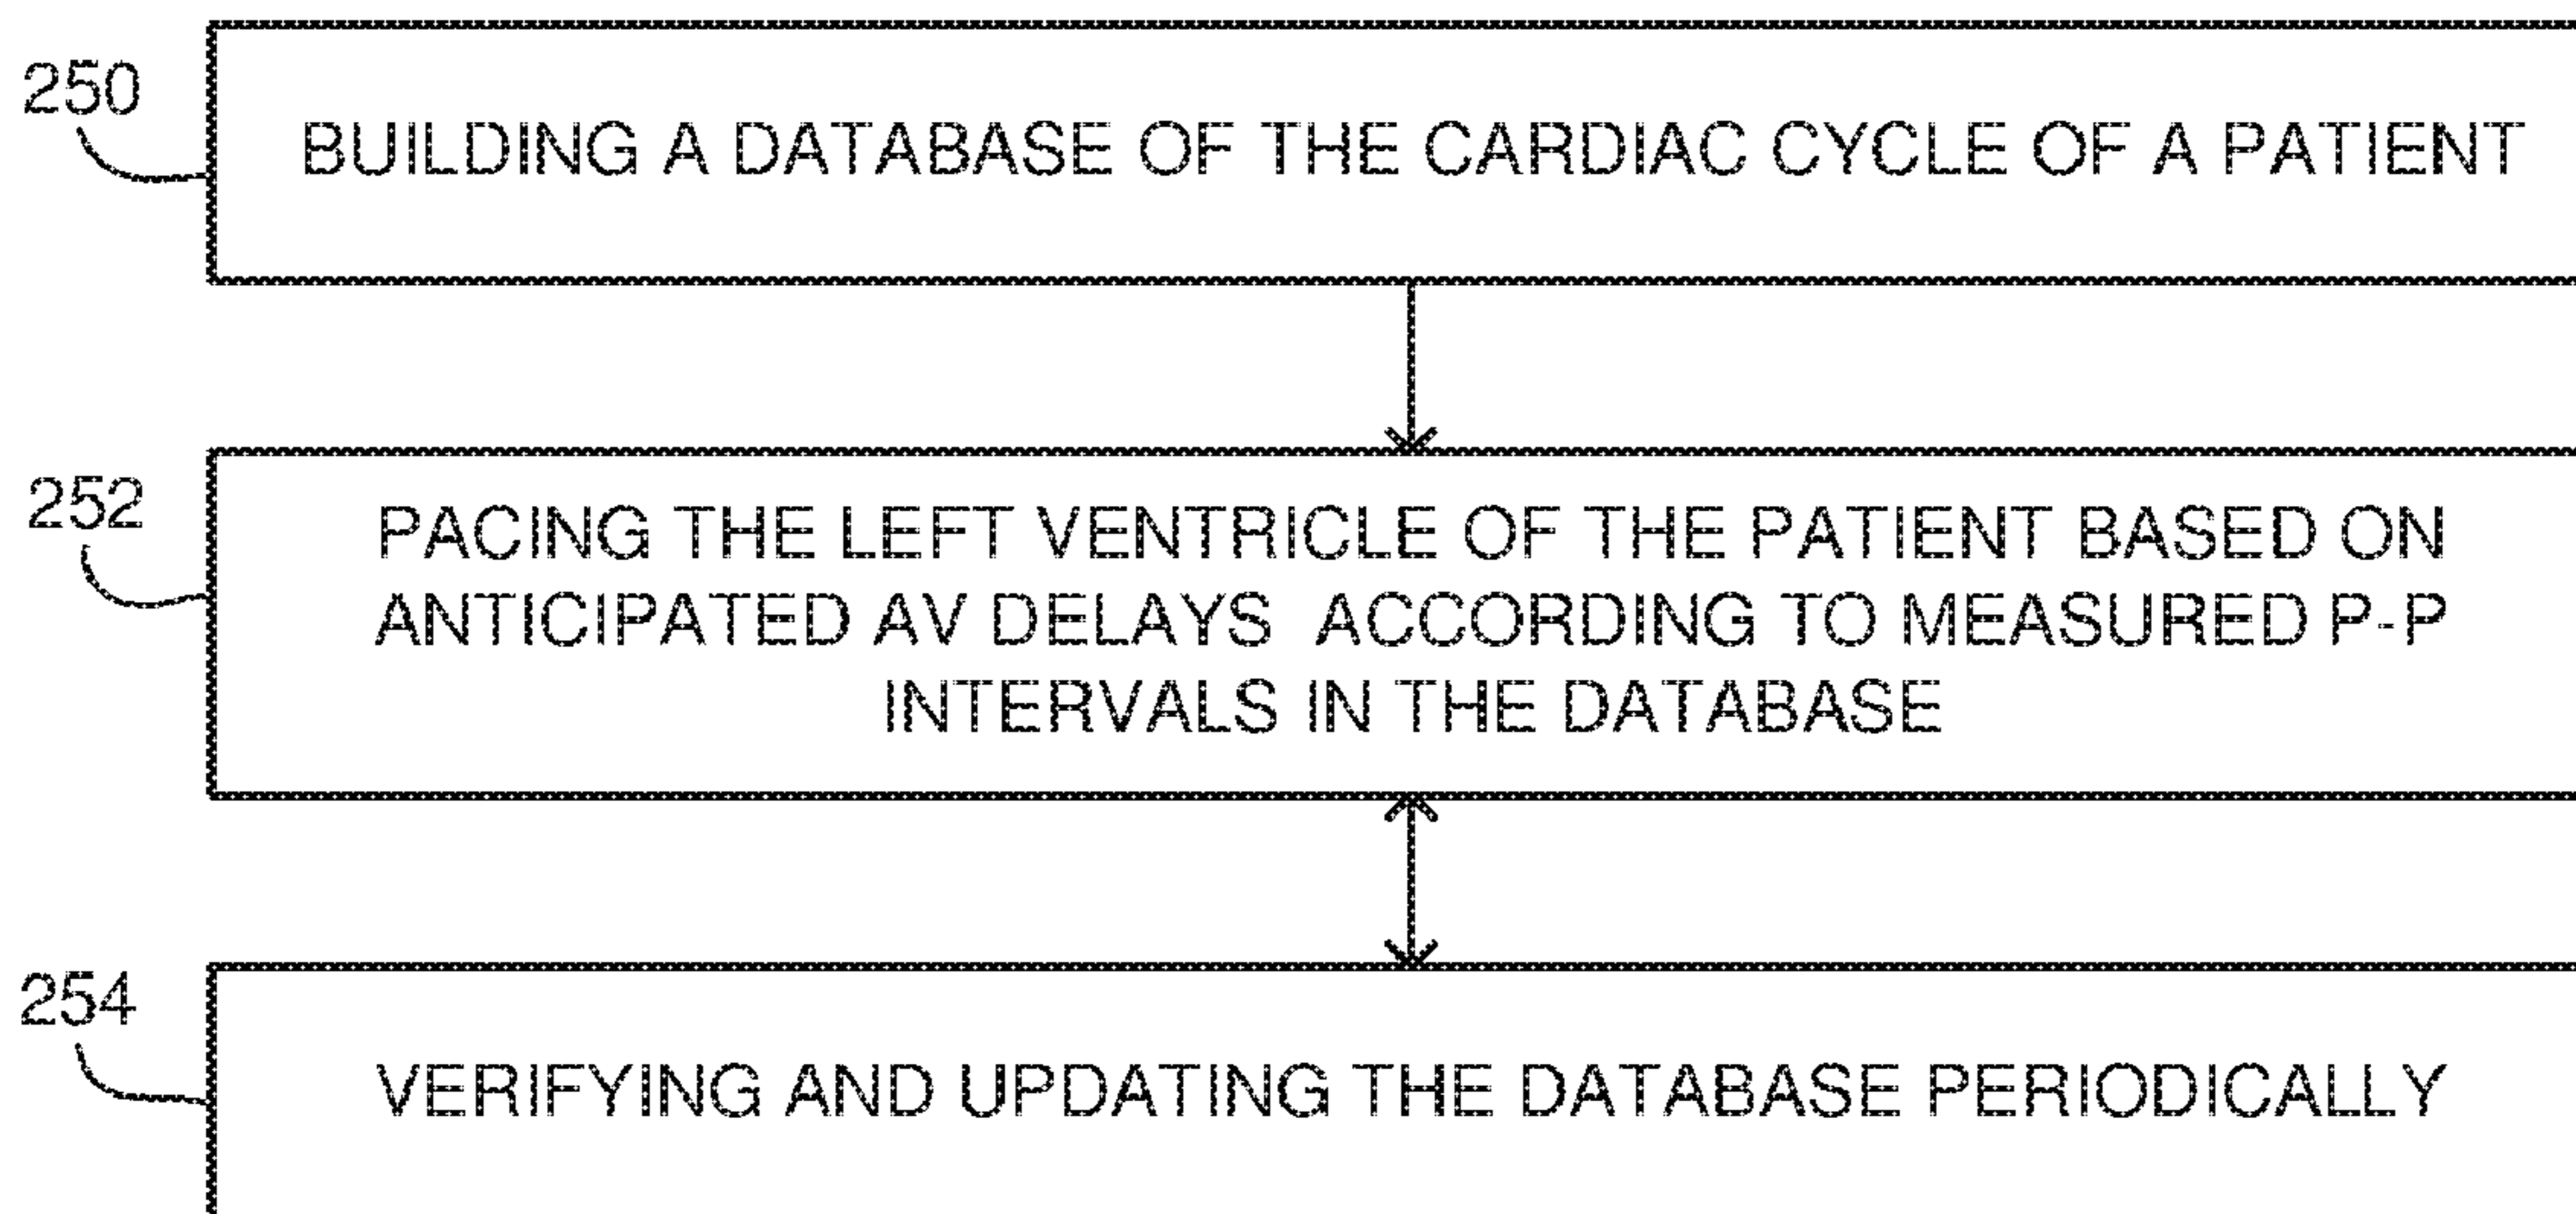 250
BUILDING A DATABASE OF THE CARDIAC CYCLE OF A PATIENT
252
PACING THE LEFT VENTRICLE OF THE PATIENT BASED ON
ANTICIPATED AV DELAYS ACCORDING TO MEASURED P-P
INTERVALS IN THE DATABASE
254
VERIFYING AND UPDATING THE DATABASE PERIODICALLY